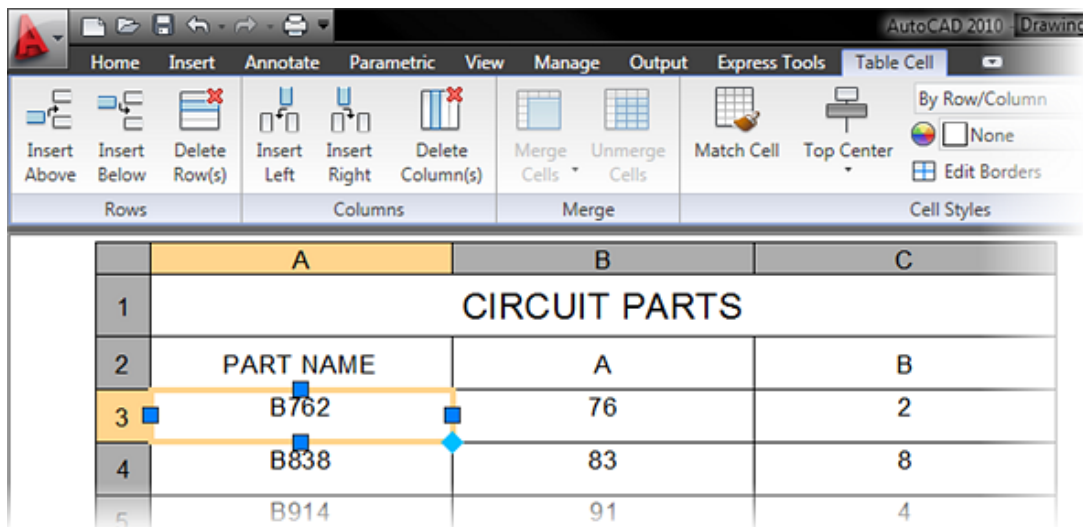 AutoCAD 2010 - Drawing
Home Insert Annotate Parametric View Manage Output Express Tools Table Cell
Insert Above
Insert Below
Delete Row(s)
Insert Left
Insert Right
Delete Column(s)
Merge Cells
Unmerge Cells
Match Cell
Top Center
By Row/Column
None
Edit Borders
Rows Columns Merge Cell Styles
A B C
1 CIRCUIT PARTS
2 PART NAME A B
3 B762 76 2
4 B838 83 8
5 B914 91 4